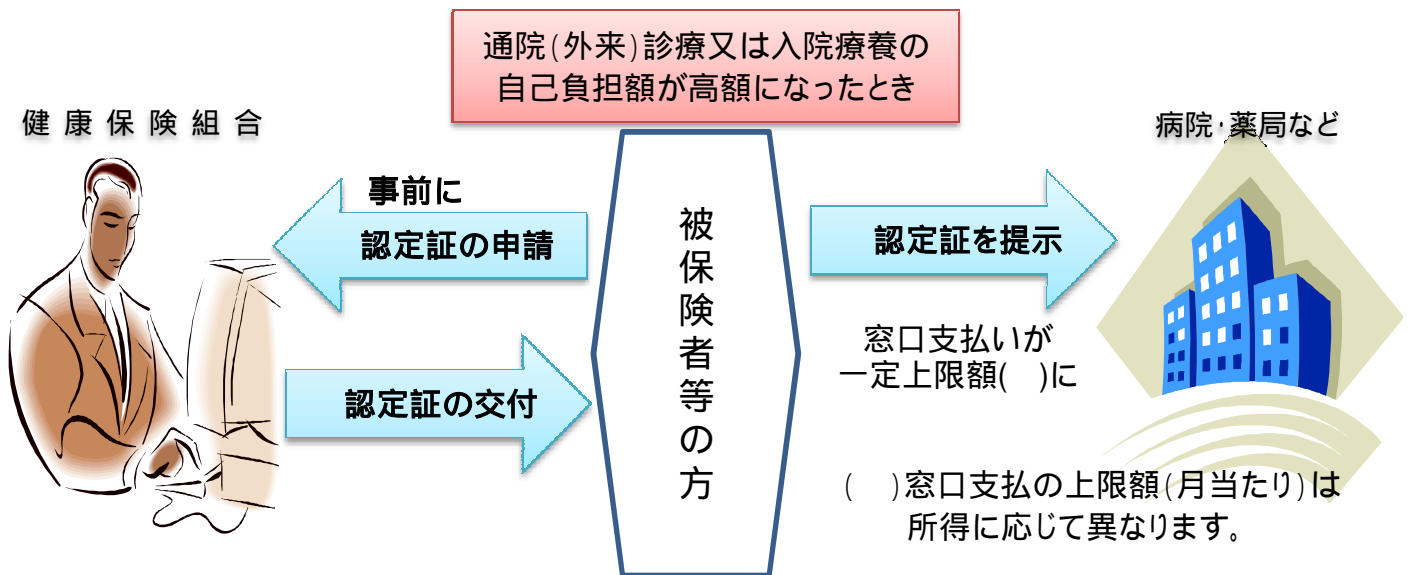 通院(外来)診療又は入院療養の
自己負担額が高額になったとき
健康保険組合
病院・薬局など
事前に
認定証の申請
認定証の交付
被保険者等の方
認定証を提示
窓口支払いが
一定上限額( )に
( )窓口支払の上限額(月当たり)は
所得に応じて異なります。